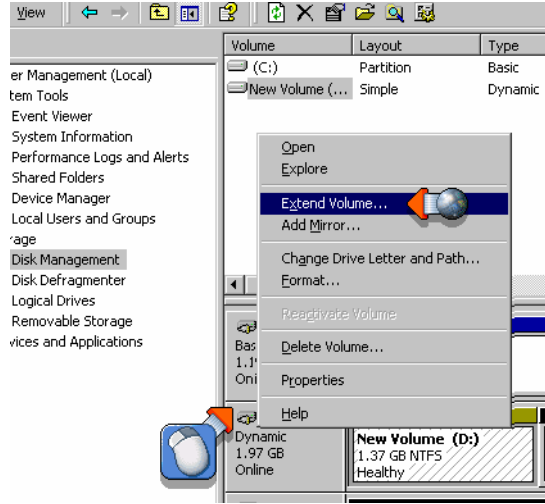 View
Volume Layout Type
(C:) Partition Basic
New Volume (... Simple Dynamic
er Management (Local)
tem Tools
Event Viewer
System Information
Performance Logs and Alerts
Shared Folders
Device Manager
Local Users and Groups
rage
Disk Management
Disk Defragmenter
Logical Drives
Removable Storage
vices and Applications
Open
Explore
Extend Volume...
Add Mirror...
Change Drive Letter and Path...
Format...
Reactivate Volume
Delete Volume...
Properties
Help
Bas
1.1
Onl
Dynamic
1.97 GB
Online
New Volume (D:)
1.37 GB NTFS
Healthy